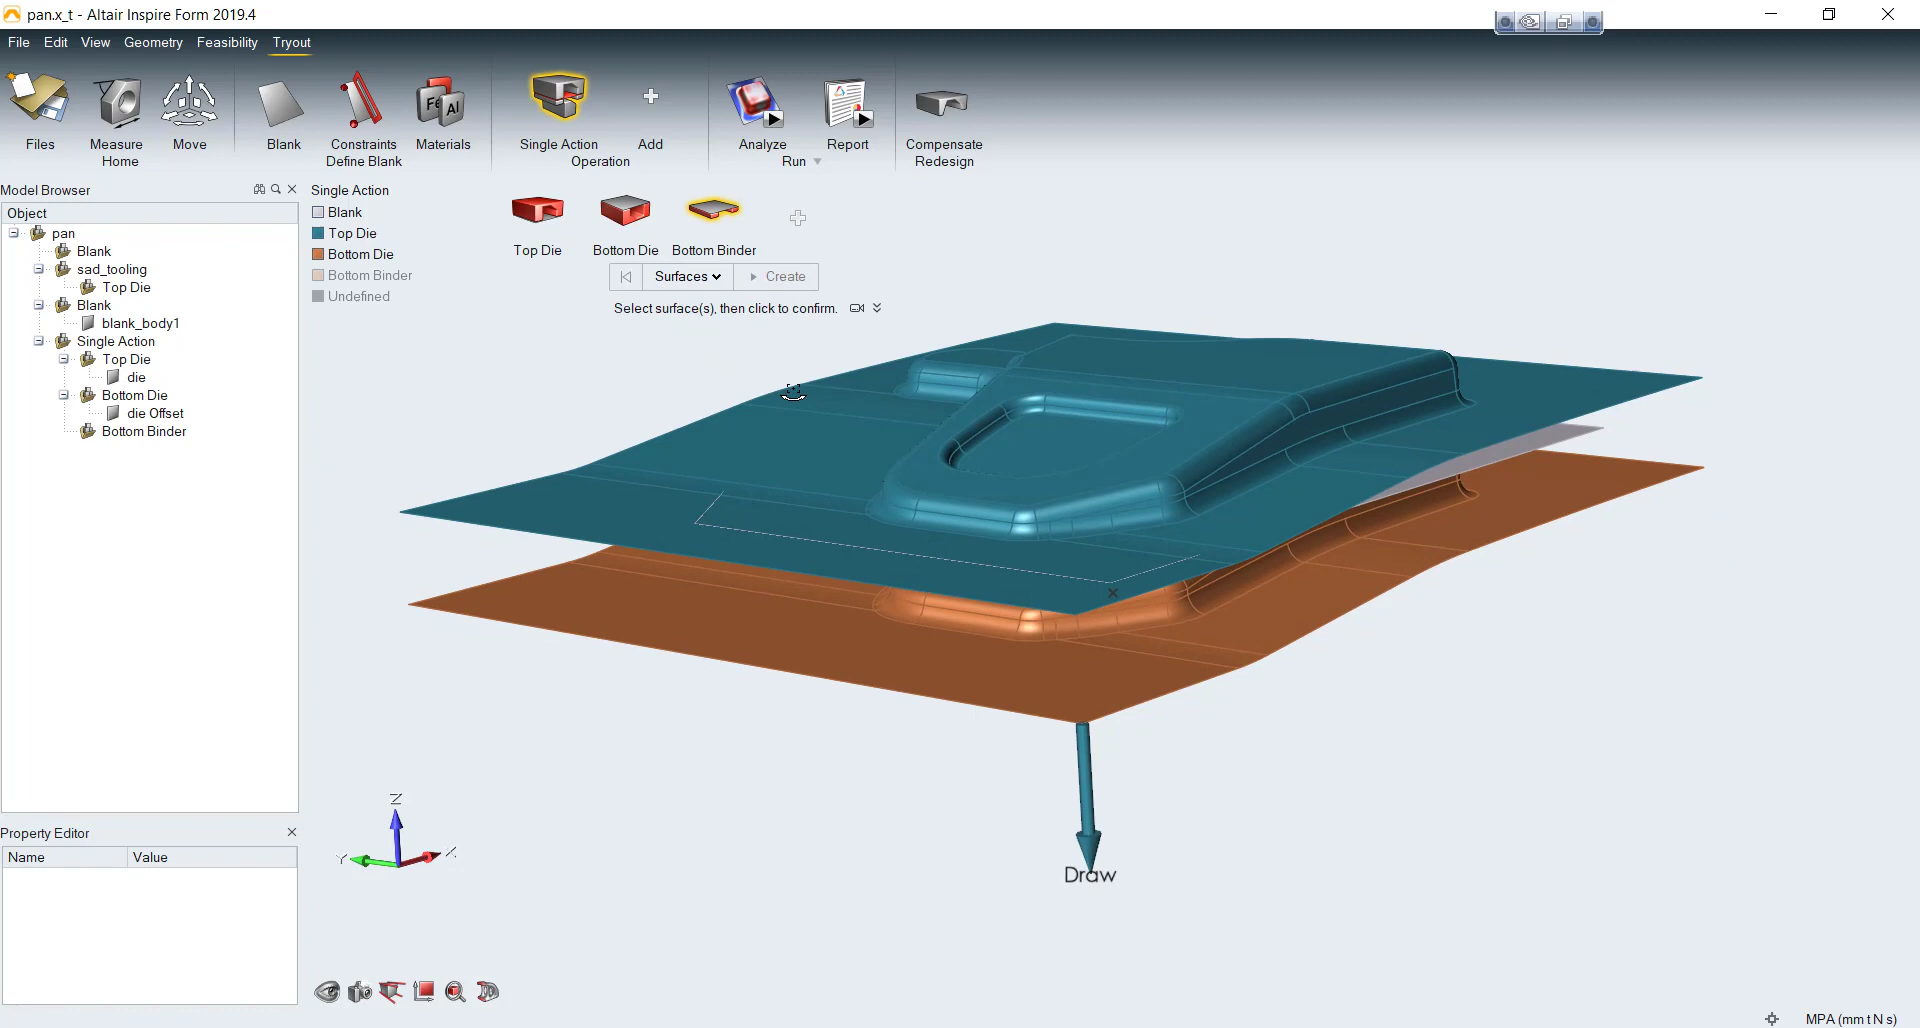 pan.x_t - Altair Inspire Form 2019.4
File Edit View Geometry Feasibility Tryout
Files Measure Move Blank Constraints Materials Single Action Add Analyze Report Compensate
Home Define Blank Operation Run Redesign
Model Browser
Object
pan
Blank
sad_tooling
Top Die
Blank
blank_body1
Single Action
Top Die
die
Bottom Die
die Offset
Bottom Binder
Single Action
Blank
Top Die
Bottom Die
Bottom Binder
Undefined
Top Die Bottom Die Bottom Binder
Surfaces Create
Select surface(s), then click to confirm.
Fe Al
Draw
Z
Y X
Property Editor
Name Value
MPA (mm t N s)